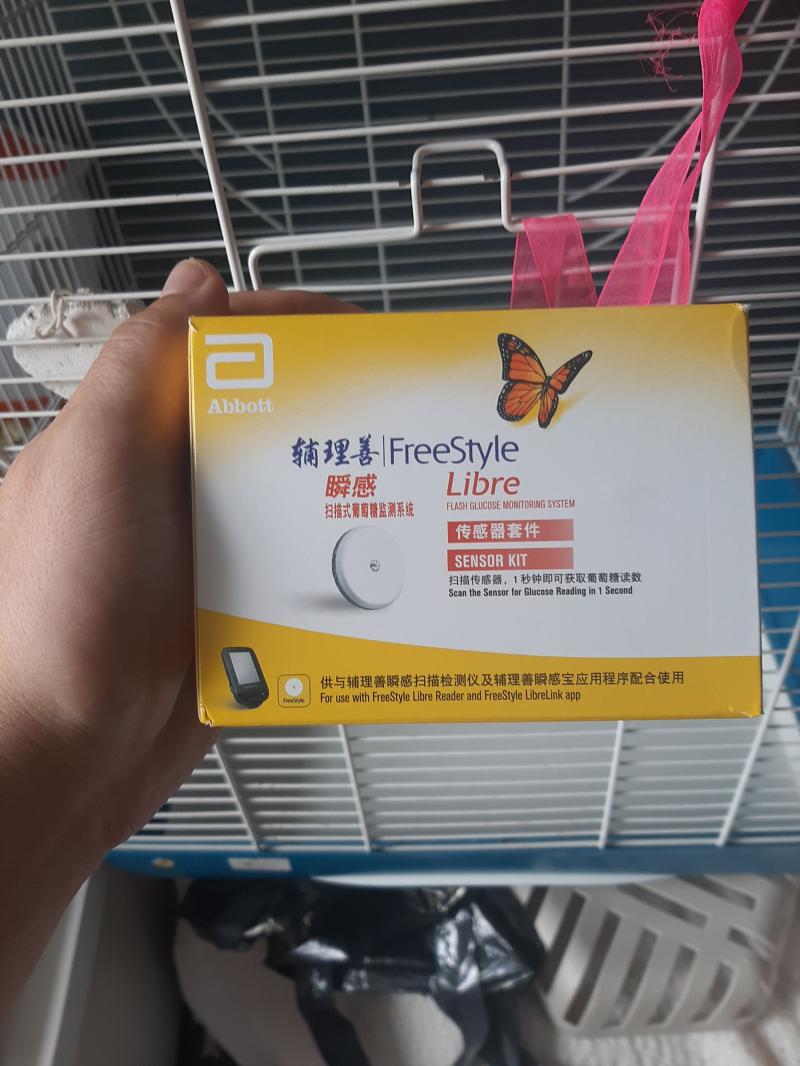 Abbott
辅理善|FreeStyle
瞬感 Libre
扫描式葡萄糖监测系统 FLASH GLUCOSE MONITORING SYSTEM
传感器套件
SENSOR KIT
扫描传感器，1秒钟即可获取葡萄糖读数
Scan the Sensor for Glucose Reading in 1 Second
供与辅理善瞬感扫描检测仪及辅理善瞬感宝应用程序配合使用
For use with FreeStyle Libre Reader and FreeStyle LibreLink app
FreeStyle